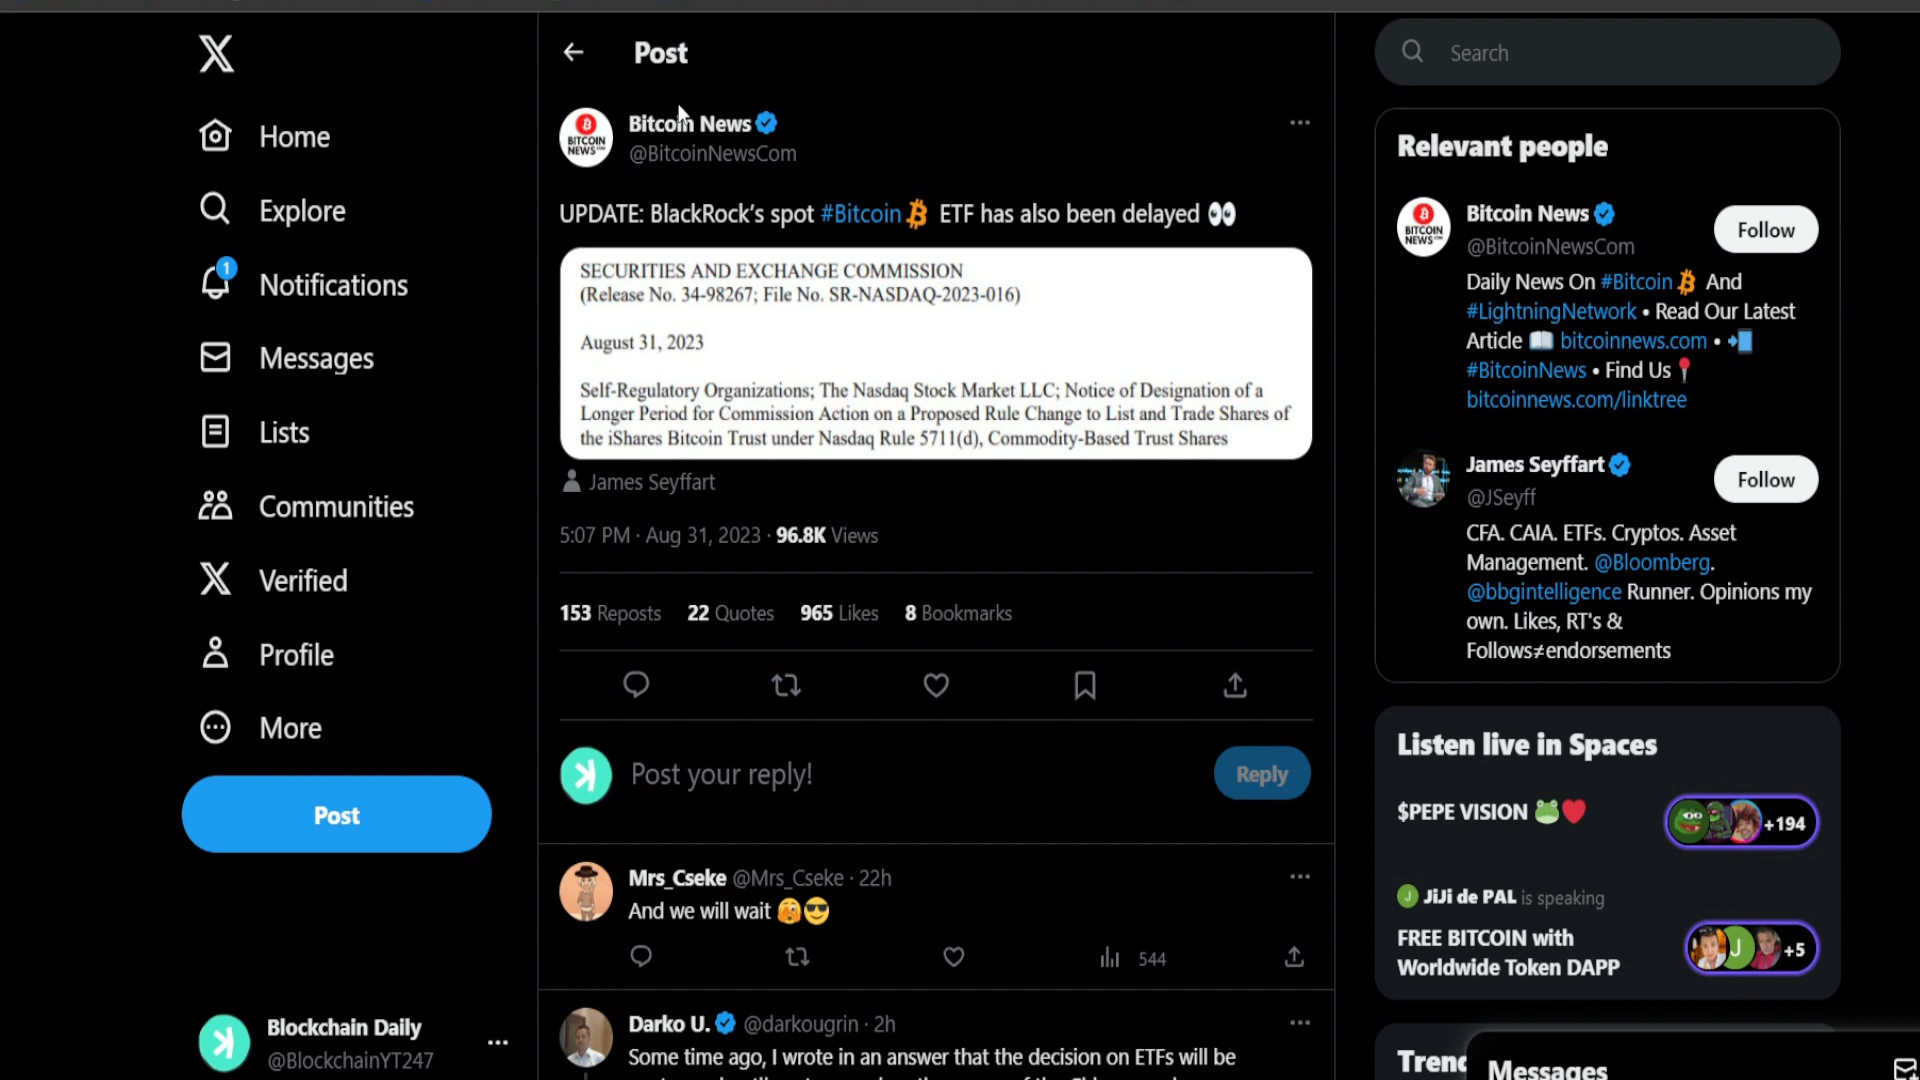 Post
Search
Home
Explore
1
Notifications
Messages
Lists
Communities
Verified
Profile
More
Post
Blockchain Daily
@BlockchainYT247
BITCOIN
NEWS
Bitcoin News
@BitcoinNewsCom
UPDATE: BlackRock’s spot #Bitcoin ETF has also been delayed 👀
SECURITIES AND EXCHANGE COMMISSION
(Release No. 34-98267; File No. SR-NASDAQ-2023-016)
August 31, 2023
Self-Regulatory Organizations; The Nasdaq Stock Market LLC; Notice of Designation of a
Longer Period for Commission Action on a Proposed Rule Change to List and Trade Shares of
the iShares Bitcoin Trust under Nasdaq Rule 5711(d), Commodity-Based Trust Shares
James Seyffart
5:07 PM · Aug 31, 2023 · 96.8K Views
153 Reposts 22 Quotes 965 Likes 8 Bookmarks
Post your reply!
Reply
Mrs_Cseke @Mrs_Cseke · 22h
And we will wait 🫣😎
544
Darko U. @darkougrin · 2h
Some time ago, I wrote in an answer that the decision on ETFs will be
Relevant people
BITCOIN
NEWS
Bitcoin News
@BitcoinNewsCom
Follow
Daily News On #Bitcoin And
#LightningNetwork • Read Our Latest
Article 📖 bitcoinnews.com • 📲
#BitcoinNews • Find Us📍
bitcoinnews.com/linktree
James Seyffart
@JSeyff
Follow
CFA. CAIA. ETFs. Cryptos. Asset
Management. @Bloomberg.
@bbgintelligence Runner. Opinions my
own. Likes, RT's &
Follows≠endorsements
Listen live in Spaces
$PEPE VISION 🐸❤️
+194
J JiJi de PAL is speaking
FREE BITCOIN with
Worldwide Token DAPP
J
+5
Messages